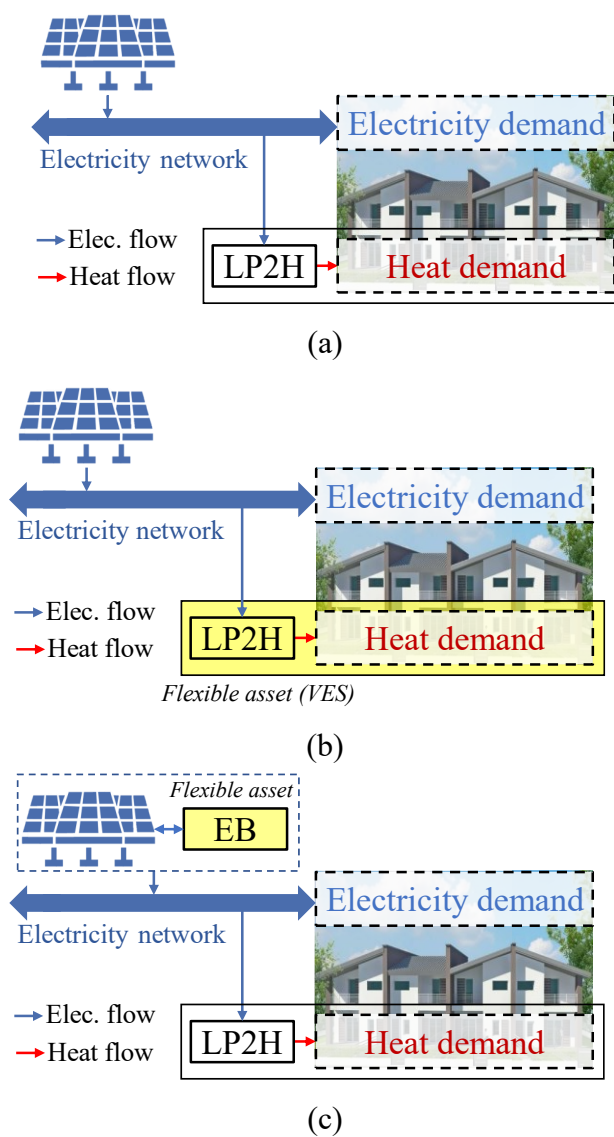 Electricity demand
Electricity network
Elec. flow
Heat flow
LP2H
Heat demand
(a)
Electricity demand
Electricity network
Elec. flow
Heat flow
LP2H
Heat demand
Flexible asset (VES)
(b)
Flexible asset
EB
Electricity demand
Electricity network
Elec. flow
Heat flow
LP2H
Heat demand
(c)